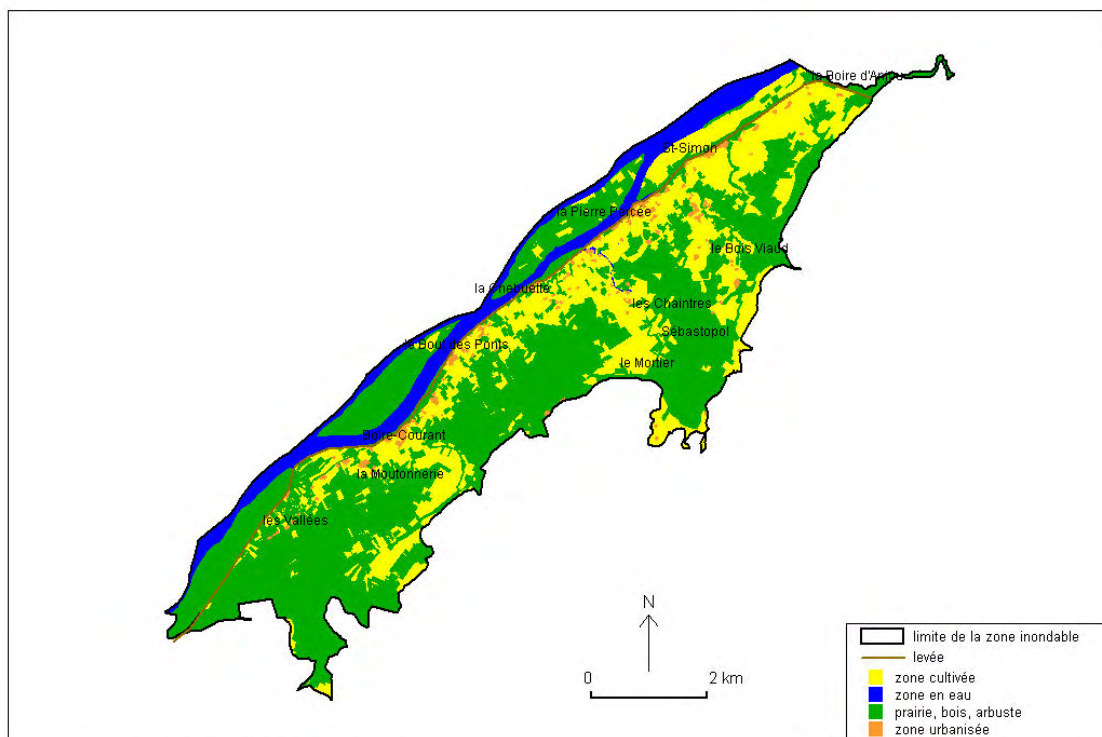 la Boire d'Anjou
St-Simon
la Pierre Percée
le Bois Viaud
la Chebuette
les Chaintres
Sébastopol
le Bout des Ponts
le Mortier
Boire-Courant
la Moutonnerie
les Vallées
N
0 2 km
limite de la zone inondable
levée
zone cultivée
zone en eau
prairie, bois, arbuste
zone urbanisée